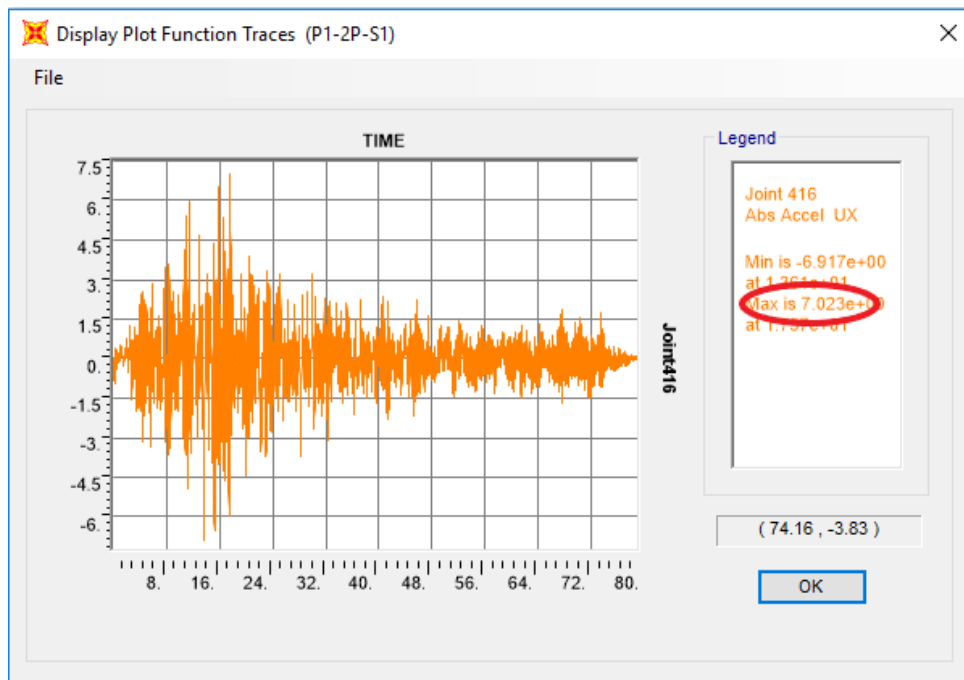 Display Plot Function Traces (P1-2P-S1)
File
TIME
Legend
7.5
6.
4.5
3.
1.5
0.
-1.5
-3.
-4.5
-6.
Joint416
Joint 416
Abs Accel UX
Min is -6.917e+00
at
Max is 7.023e+00
at
8. 16. 24. 32. 40. 48. 56. 64. 72. 80.
( 74.16 , -3.83 )
OK